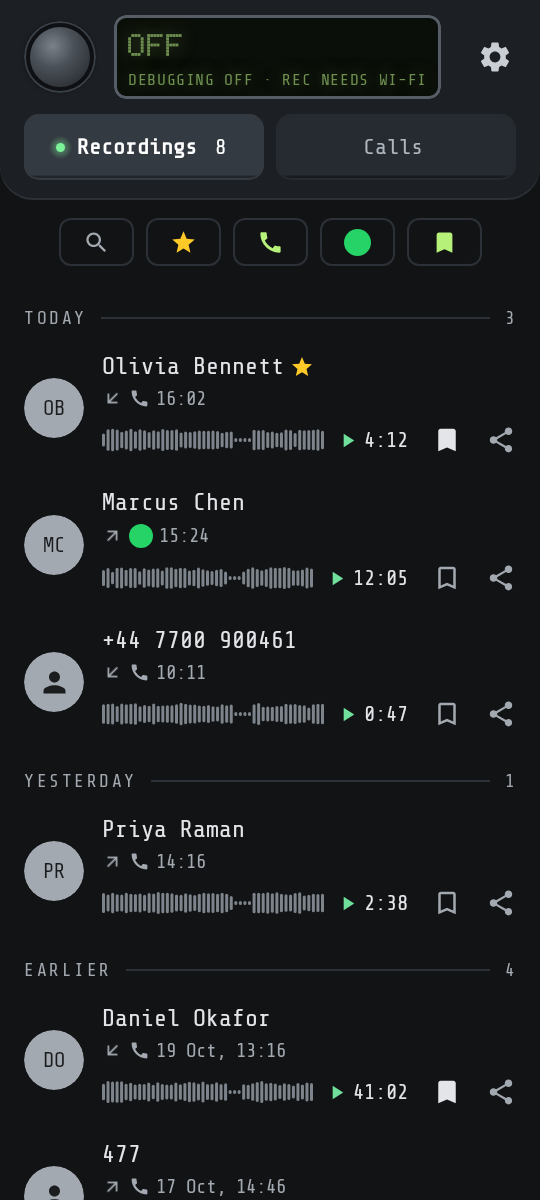 OFF
DEBUGGING OFF · REC NEEDS WI-FI
Recordings 8
Calls
TODAY 3
Olivia Bennett
OB
16:02
4:12
Marcus Chen
MC
15:24
12:05
+44 7700 900461
10:11
0:47
YESTERDAY 1
Priya Raman
PR
14:16
2:38
EARLIER 4
Daniel Okafor
DO
19 Oct, 13:16
41:02
477
17 Oct, 14:46